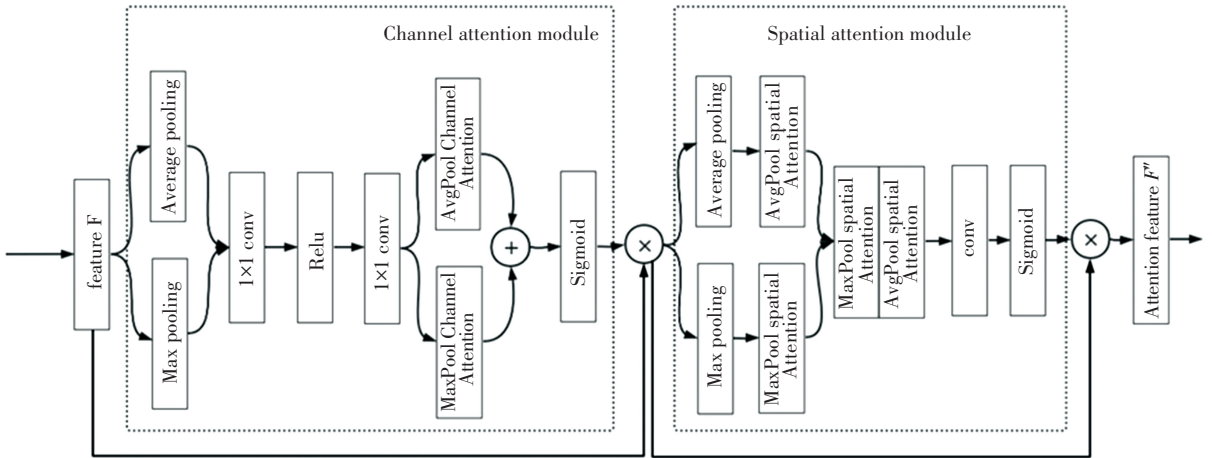 Channel attention module
Spatial attention module
feature F
Average pooling
Max pooling
1×1 conv
Relu
1×1 conv
AvgPool Channel
Attention
MaxPool Channel
Attention
+
Sigmoid
×
Average pooling
AvgPool spatial
Attention
Max pooling
MaxPool spatial
Attention
MaxPool spatial
Attention
AvgPool spatial
Attention
conv
Sigmoid
×
Attention feature F″